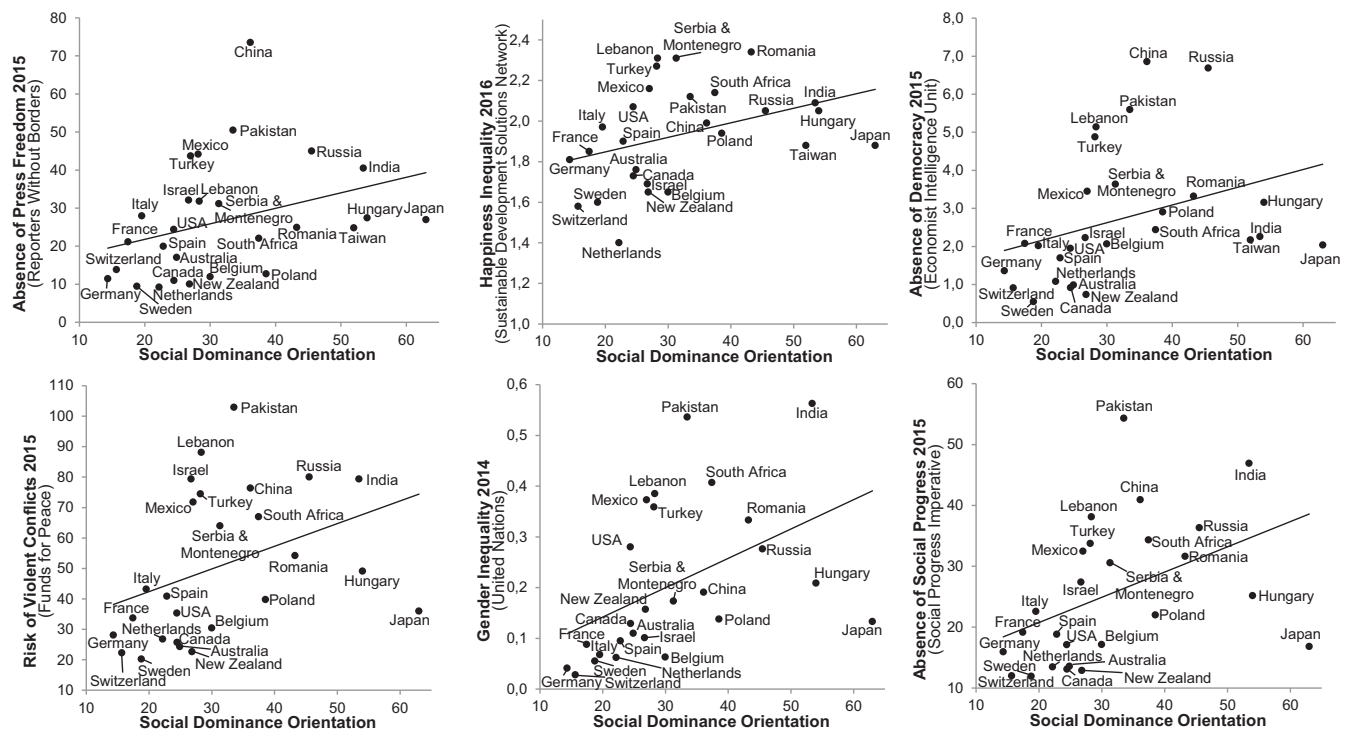 Absence of Press Freedom 2015
(Reporters Without Borders)
80
70
60
50
40
30
20
10
0
10 20 30 40 50 60
Social Dominance Orientation
China
Pakistan
Mexico
Turkey
Russia
India
Israel
Lebanon
Serbia &
Montenegro
Italy
Hungary
Japan
France
USA
Romania
Taiwan
Spain
South Africa
Switzerland
Australia
Canada
Belgium
Poland
Germany
New Zealand
Netherlands
Sweden
Happiness Inequality 2016
(Sustainable Development Solutions Network)
2,4
2,2
2,0
1,8
1,6
1,4
1,2
1,0
10 20 30 40 50 60
Social Dominance Orientation
Serbia &
Montenegro
Lebanon
Romania
Turkey
Mexico
South Africa
Pakistan
India
Russia
USA
Italy
China
Hungary
Spain
Poland
France
Japan
Taiwan
Australia
Germany
Canada
Israel
Sweden
Belgium
New Zealand
Switzerland
Netherlands
Absence of Democracy 2015
(Economist Intelligence Unit)
8,0
7,0
6,0
5,0
4,0
3,0
2,0
1,0
0,0
10 20 30 40 50 60
Social Dominance Orientation
China
Russia
Pakistan
Lebanon
Turkey
Serbia &
Montenegro
Mexico
Romania
Hungary
Poland
France
Israel
South Africa
India
Italy
USA
Belgium
Taiwan
Japan
Spain
Germany
Netherlands
Australia
Switzerland
New Zealand
Sweden
Canada
Risk of Violent Conflicts 2015
(Funds for Peace)
110
100
90
80
70
60
50
40
30
20
10
10 20 30 40 50 60
Social Dominance Orientation
Pakistan
Lebanon
Israel
Russia
India
China
Turkey
Mexico
South Africa
Serbia &
Montenegro
Romania
Hungary
Italy
Spain
Poland
France
USA
Japan
Belgium
Netherlands
Canada
Germany
Australia
New Zealand
Sweden
Switzerland
Gender Inequality 2014
(United Nations)
0,6
0,5
0,4
0,3
0,2
0,1
0,0
10 20 30 40 50 60
Social Dominance Orientation
Pakistan
India
South Africa
Lebanon
Mexico
Turkey
Romania
USA
Russia
Serbia &
Montenegro
Hungary
China
New Zealand
Canada
Australia
Poland
Japan
France
Israel
Italy
Spain
Belgium
Sweden
Netherlands
Germany
Switzerland
Absence of Social Progress 2015
(Social Progress Imperative)
60
50
40
30
20
10
10 20 30 40 50 60
Social Dominance Orientation
Pakistan
India
China
Lebanon
Turkey
Russia
South Africa
Mexico
Romania
Serbia &
Montenegro
Israel
Hungary
Italy
Poland
France
Spain
USA
Belgium
Japan
Germany
Netherlands
Australia
Sweden
New Zealand
Switzerland
Canada